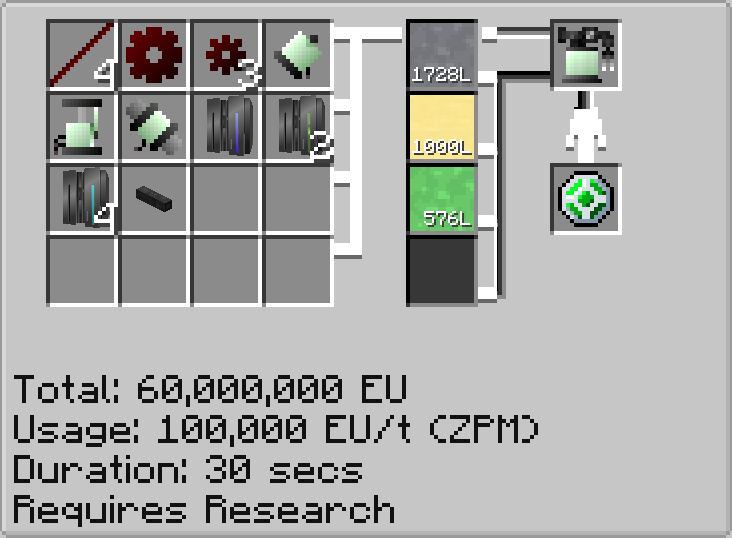 4 3
1728L
2
1000L
4
576L
Total: 60,000,000 EU
Usage: 100,000 EU/t (ZPM)
Duration: 30 secs
Requires Research